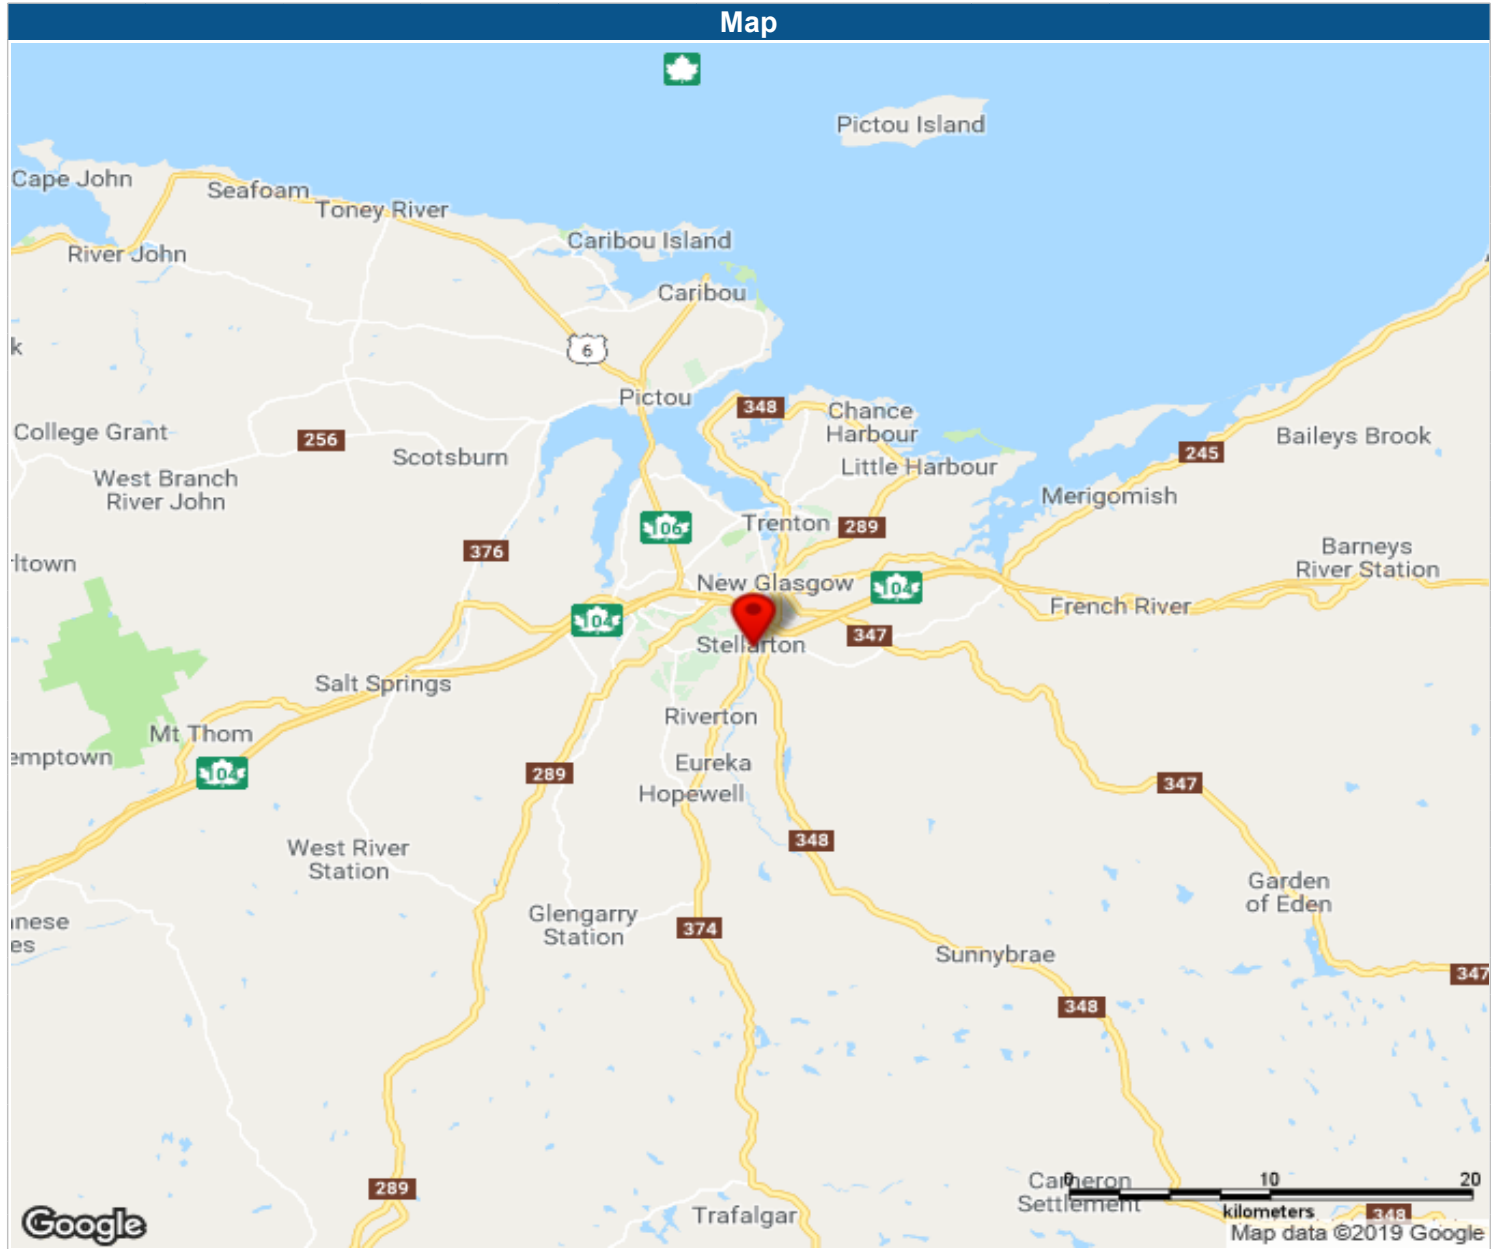 Map
Pictou Island
Cape John
Seafoam
Toney River
Caribou Island
River John
Caribou
k
6
Pictou
348
Chance
Harbour
College Grant
256
Scotsburn
Baileys Brook
245
Little Harbour
West Branch
River John
Merigomish
106
Trenton
289
376
Barneys
River Station
rltown
New Glasgow
104
French River
104
347
Stellarton
Salt Springs
Riverton
Mt Thom
emptown
Eureka
104
289
347
Hopewell
348
West River
Station
Garden
of Eden
Glengarry
Station
nese
es
374
Sunnybrae
347
348
289
Cameron
Settlement
0 10 20
kilometers
348
Trafalgar
Google
Map data ©2019 Google